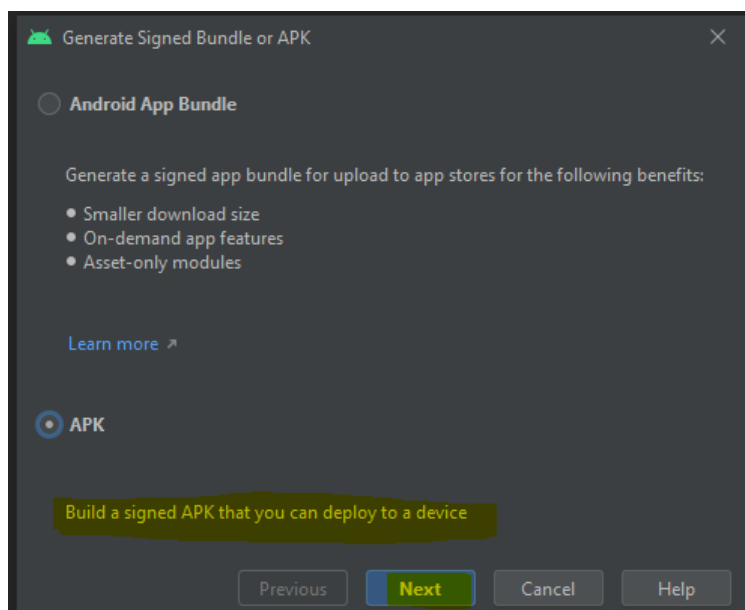 Generate Signed Bundle or APK
Android App Bundle
Generate a signed app bundle for upload to app stores for the following benefits:
• Smaller download size
• On-demand app features
• Asset-only modules
Learn more ↗
APK
Build a signed APK that you can deploy to a device
Previous Next Cancel Help